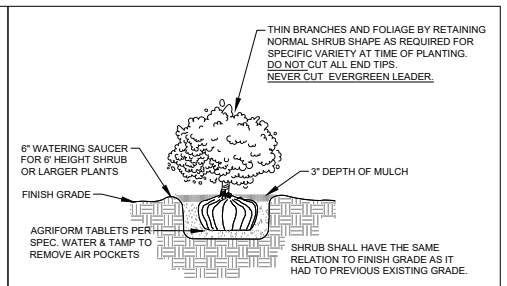 THIN BRANCHES AND FOLIAGE BY RETAINING
NORMAL SHRUB SHAPE AS REQUIRED FOR
SPECIFIC VARIETY AT TIME OF PLANTING.
DO NOT CUT ALL END TIPS.
NEVER CUT EVERGREEN LEADER.
6" WATERING SAUCER
FOR 6' HEIGHT SHRUB
OR LARGER PLANTS
3" DEPTH OF MULCH
FINISH GRADE
AGRIFORM TABLETS PER
SPEC. WATER & TAMP TO
REMOVE AIR POCKETS
SHRUB SHALL HAVE THE SAME
RELATION TO FINISH GRADE AS IT
HAD TO PREVIOUS EXISTING GRADE.